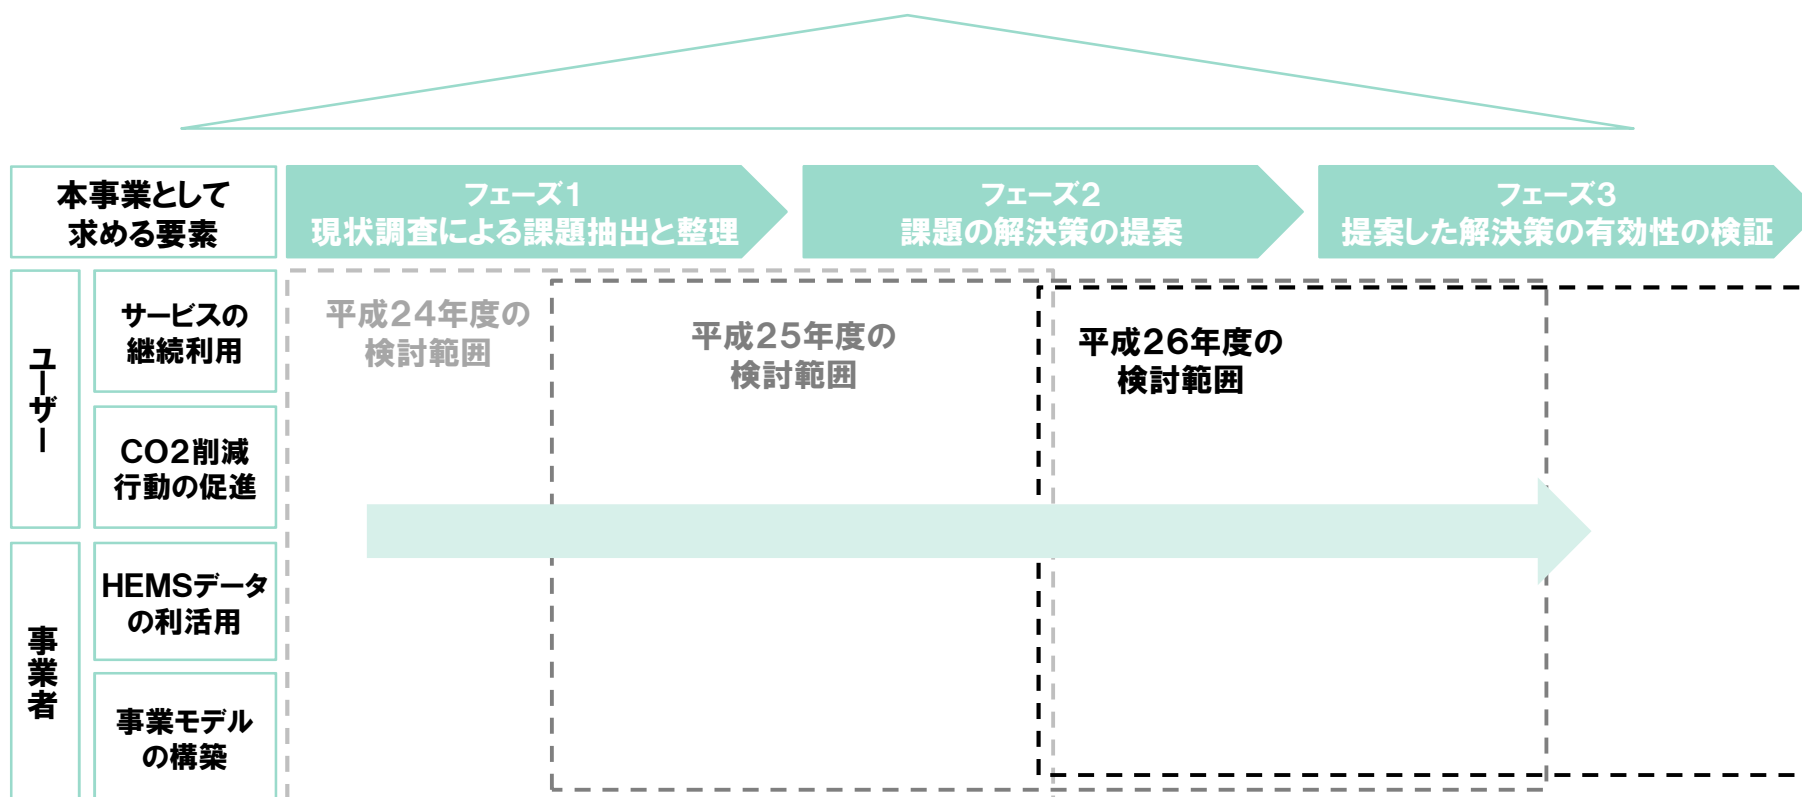 本事業として
求める要素
フェーズ1
現状調査による課題抽出と整理
フェーズ2
課題の解決策の提案
フェーズ3
提案した解決策の有効性の検証
ユーザー
サービスの
継続利用
CO2削減
行動の促進
事業者
HEMSデータ
の利活用
事業モデル
の構築
平成24年度の
検討範囲
平成25年度の
検討範囲
平成26年度の
検討範囲